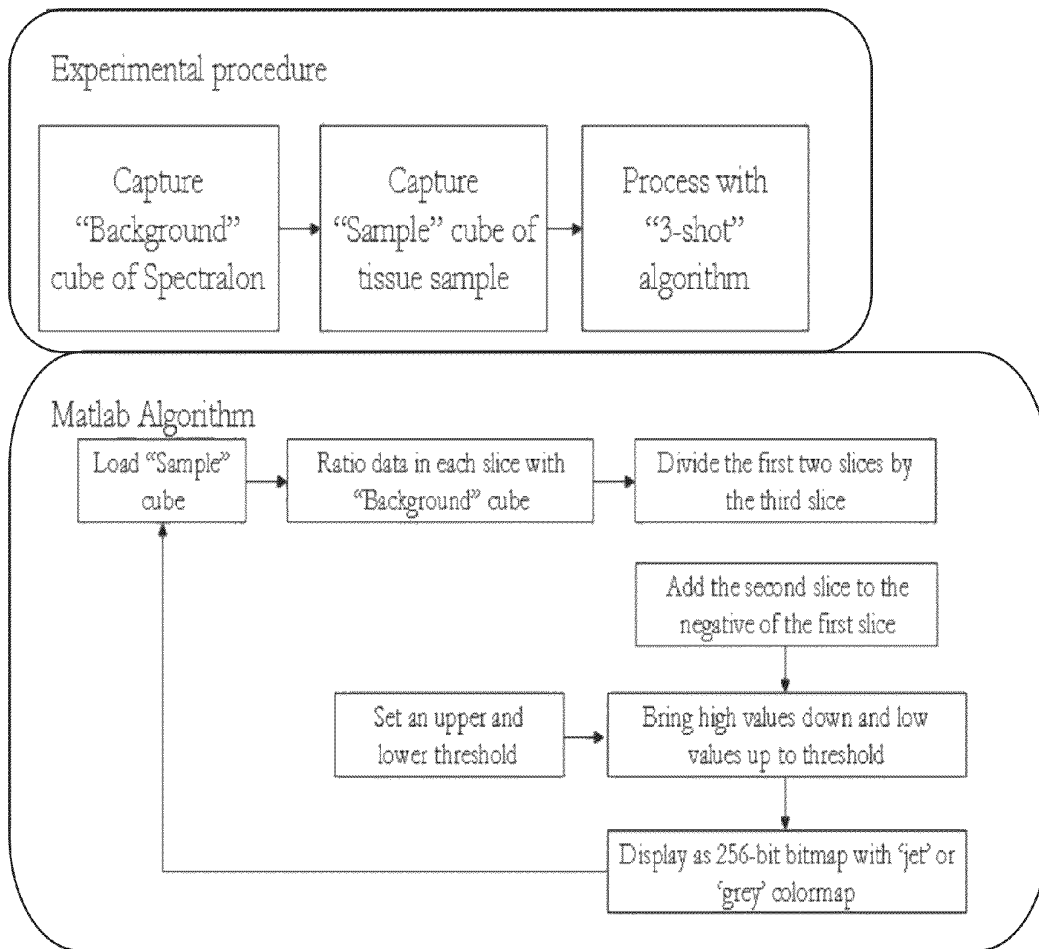 Experimental procedure
Capture
“Background”
cube of Spectralon
Capture
“Sample” cube of
tissue sample
Process with
“3-shot”
algorithm
Matlab Algorithm
Load “Sample”
cube
Ratio data in each slice with
“Background” cube
Divide the first two slices by
the third slice
Add the second slice to the
negative of the first slice
Set an upper and
lower threshold
Bring high values down and low
values up to threshold
Display as 256-bit bitmap with ‘jet’ or
‘grey’ colormap